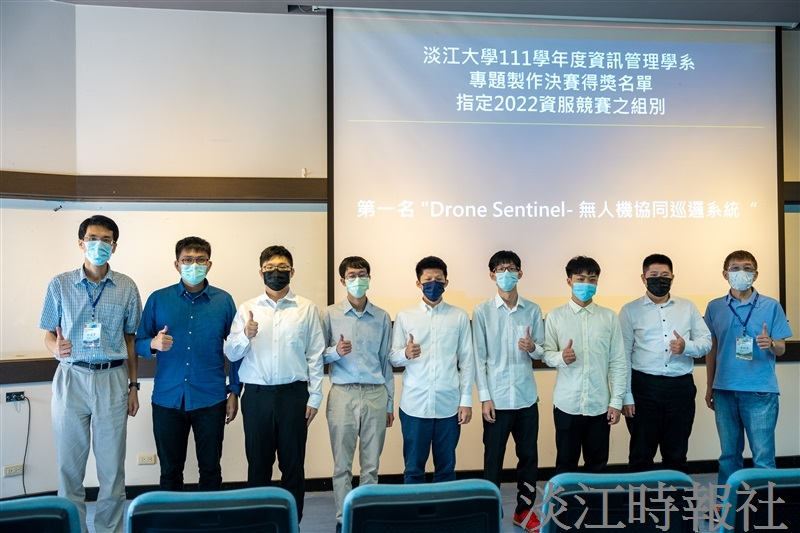 淡江大學111學年度資訊管理學系
專題製作決賽得獎名單
指定2022資服競賽之組別
第一名 "Drone Sentinel- 無人機協同巡邏系統 "
淡江時報社